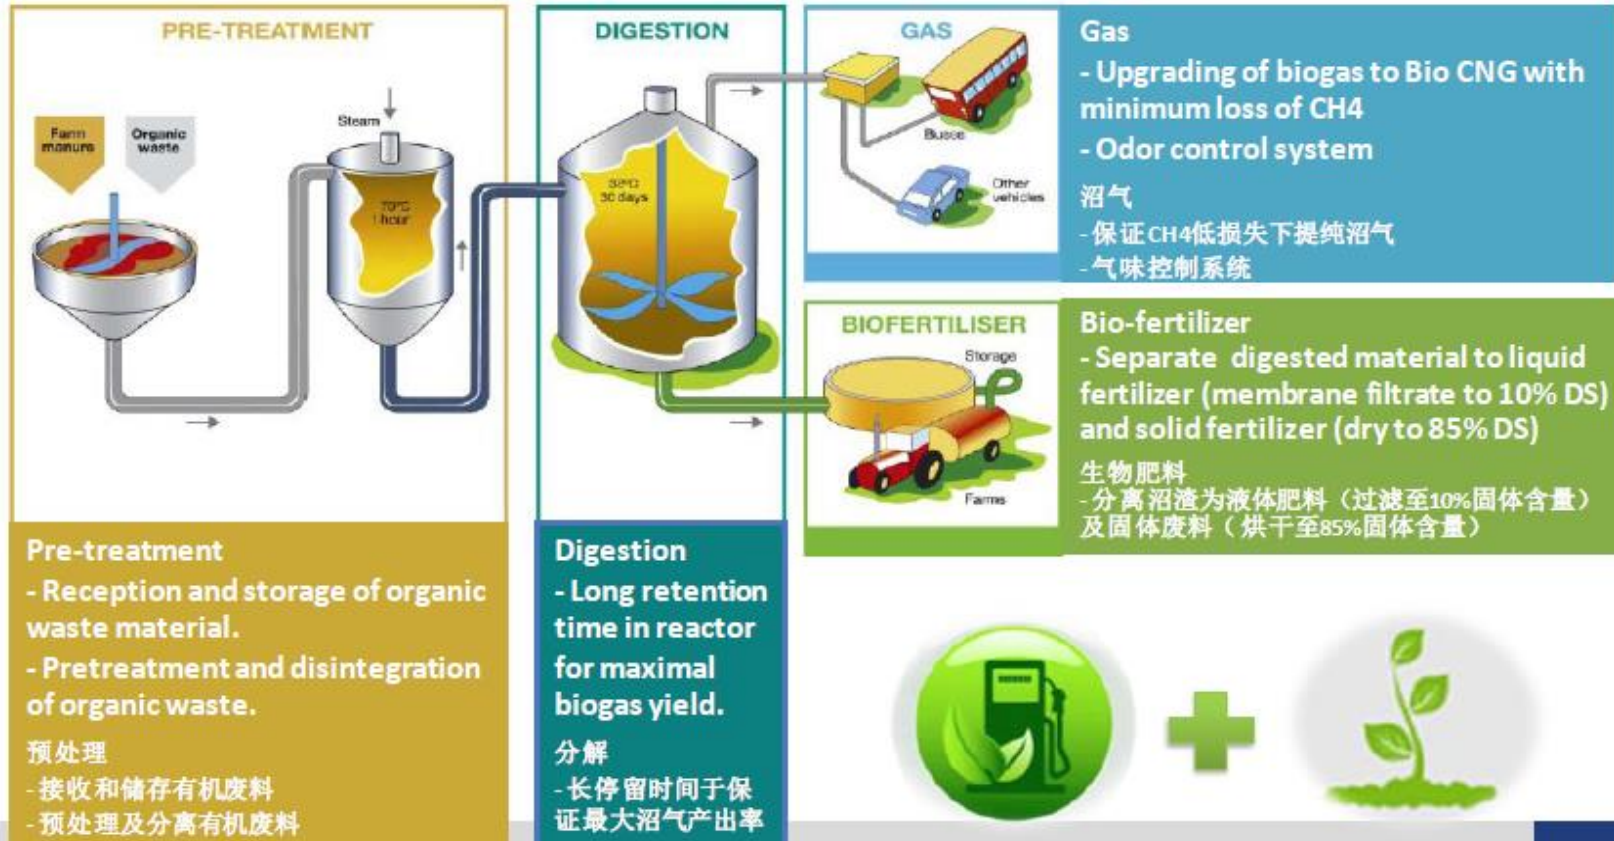 PRE-TREATMENT
Farm
manure
Organic
waste
Steam
70°C
1 hour
DIGESTION
30 days
GAS
Busse
Other
vehicles
Gas
- Upgrading of biogas to Bio CNG with
minimum loss of CH4
- Odor control system
沼气
- 保证CH4低损失下提纯沼气
- 气味控制系统
BIOFERTILISER
Storage
Farms
Bio-fertilizer
- Separate digested material to liquid
fertilizer (membrane filtrate to 10% DS)
and solid fertilizer (dry to 85% DS)
生物肥料
- 分离沼渣为液体肥料（过滤至10%固体含量）
及固体废料（烘干至85%固体含量）
Pre-treatment
- Reception and storage of organic
waste material.
- Pretreatment and disintegration
of organic waste.
预处理
- 接收和储存有机废料
- 预处理及分离有机废料
Digestion
- Long retention
time in reactor
for maximal
biogas yield.
分解
- 长停留时间于保
证最大沼气产出率